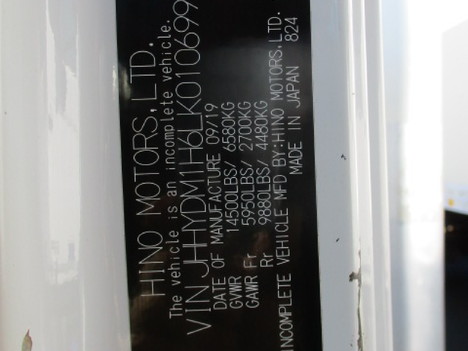 HINO MOTORS,LTD.
The vehicle is an incomplete vehicle.
VIN JHHYDM1H6LK010699
DATE OF MANUFACTURE 09/19
GVWR 14500LBS/ 6580KG
GAWR Fr 5950LBS/ 2700KG
Rr 9880LBS/ 4480KG
INCOMPLETE VEHICLE MFD BY:HINO MOTORS,LTD.
MADE IN JAPAN 824